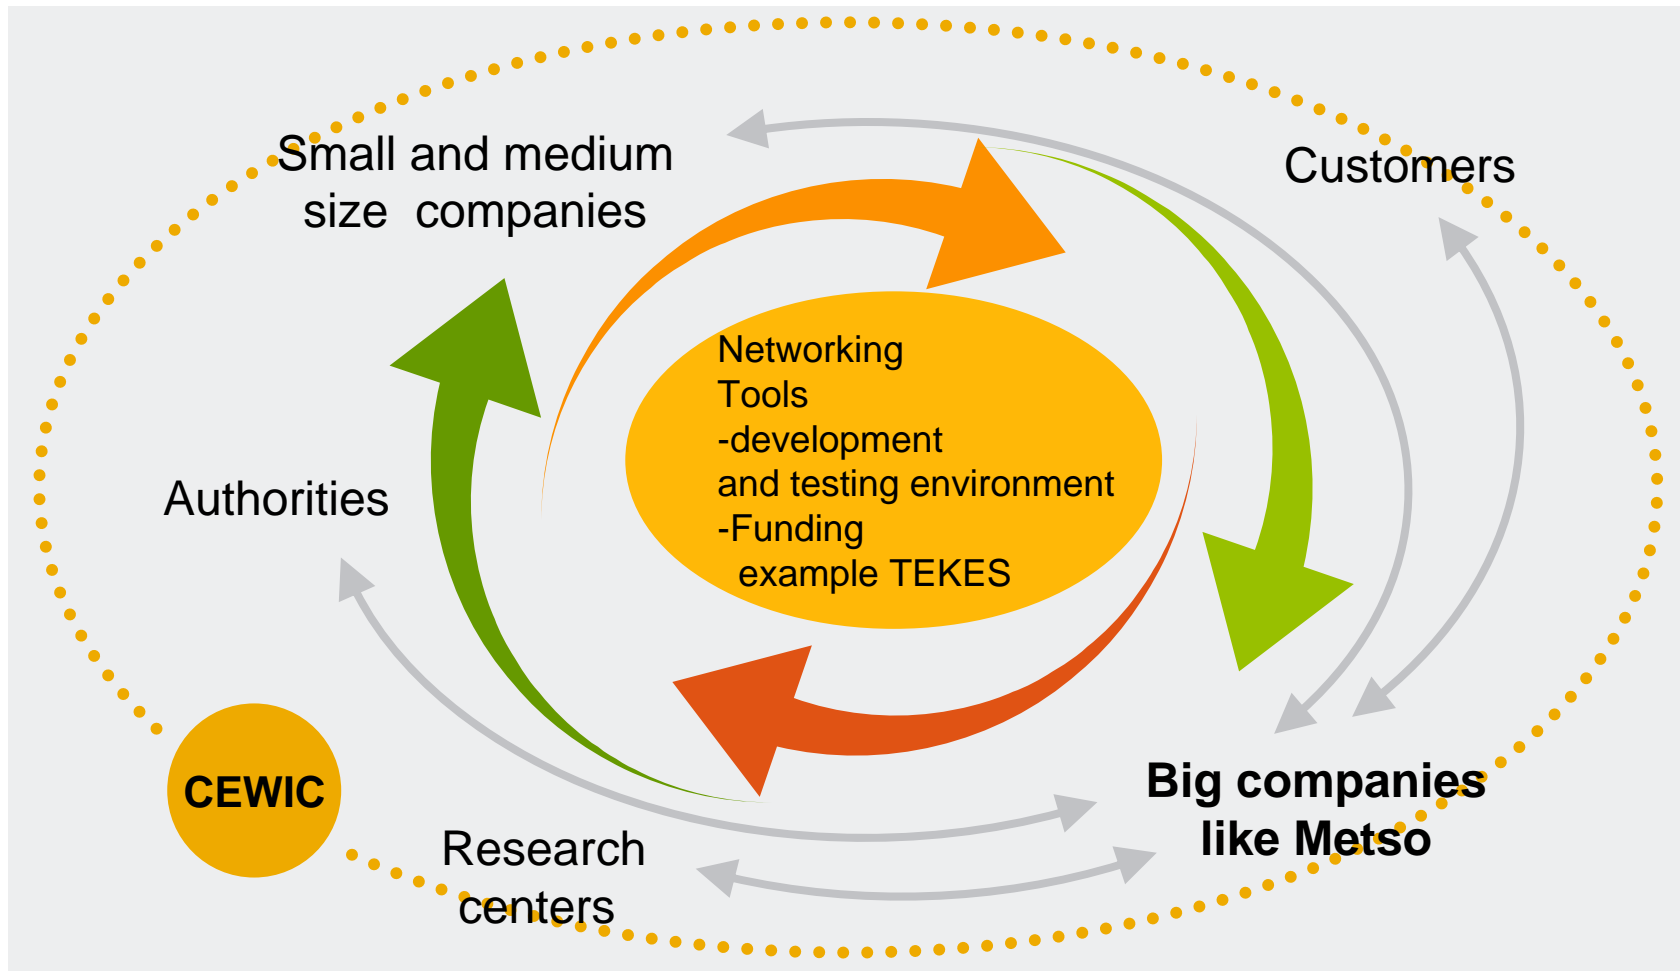 Small and medium
size  companies
Customers
Networking
Tools
-development
and testing environment
-Funding
example TEKES
Authorities
CEWIC
Big companies
like Metso
Research
centers